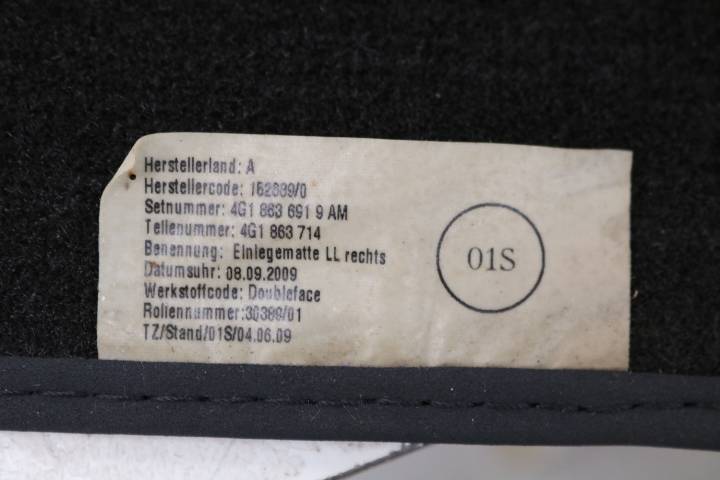 Herstellerland: A
Herstellercode: 162689/0
Setnummer: 4G1 863 691 9 AM
Teilenummer: 4G1 863 714
Benennung: Einlegematte LL rechts
Datumsuhr: 08.09.2009
Werkstoffcode: Doubleface
Rollennummer:30389/01
TZ/Stand/01S/04.06.09
01S